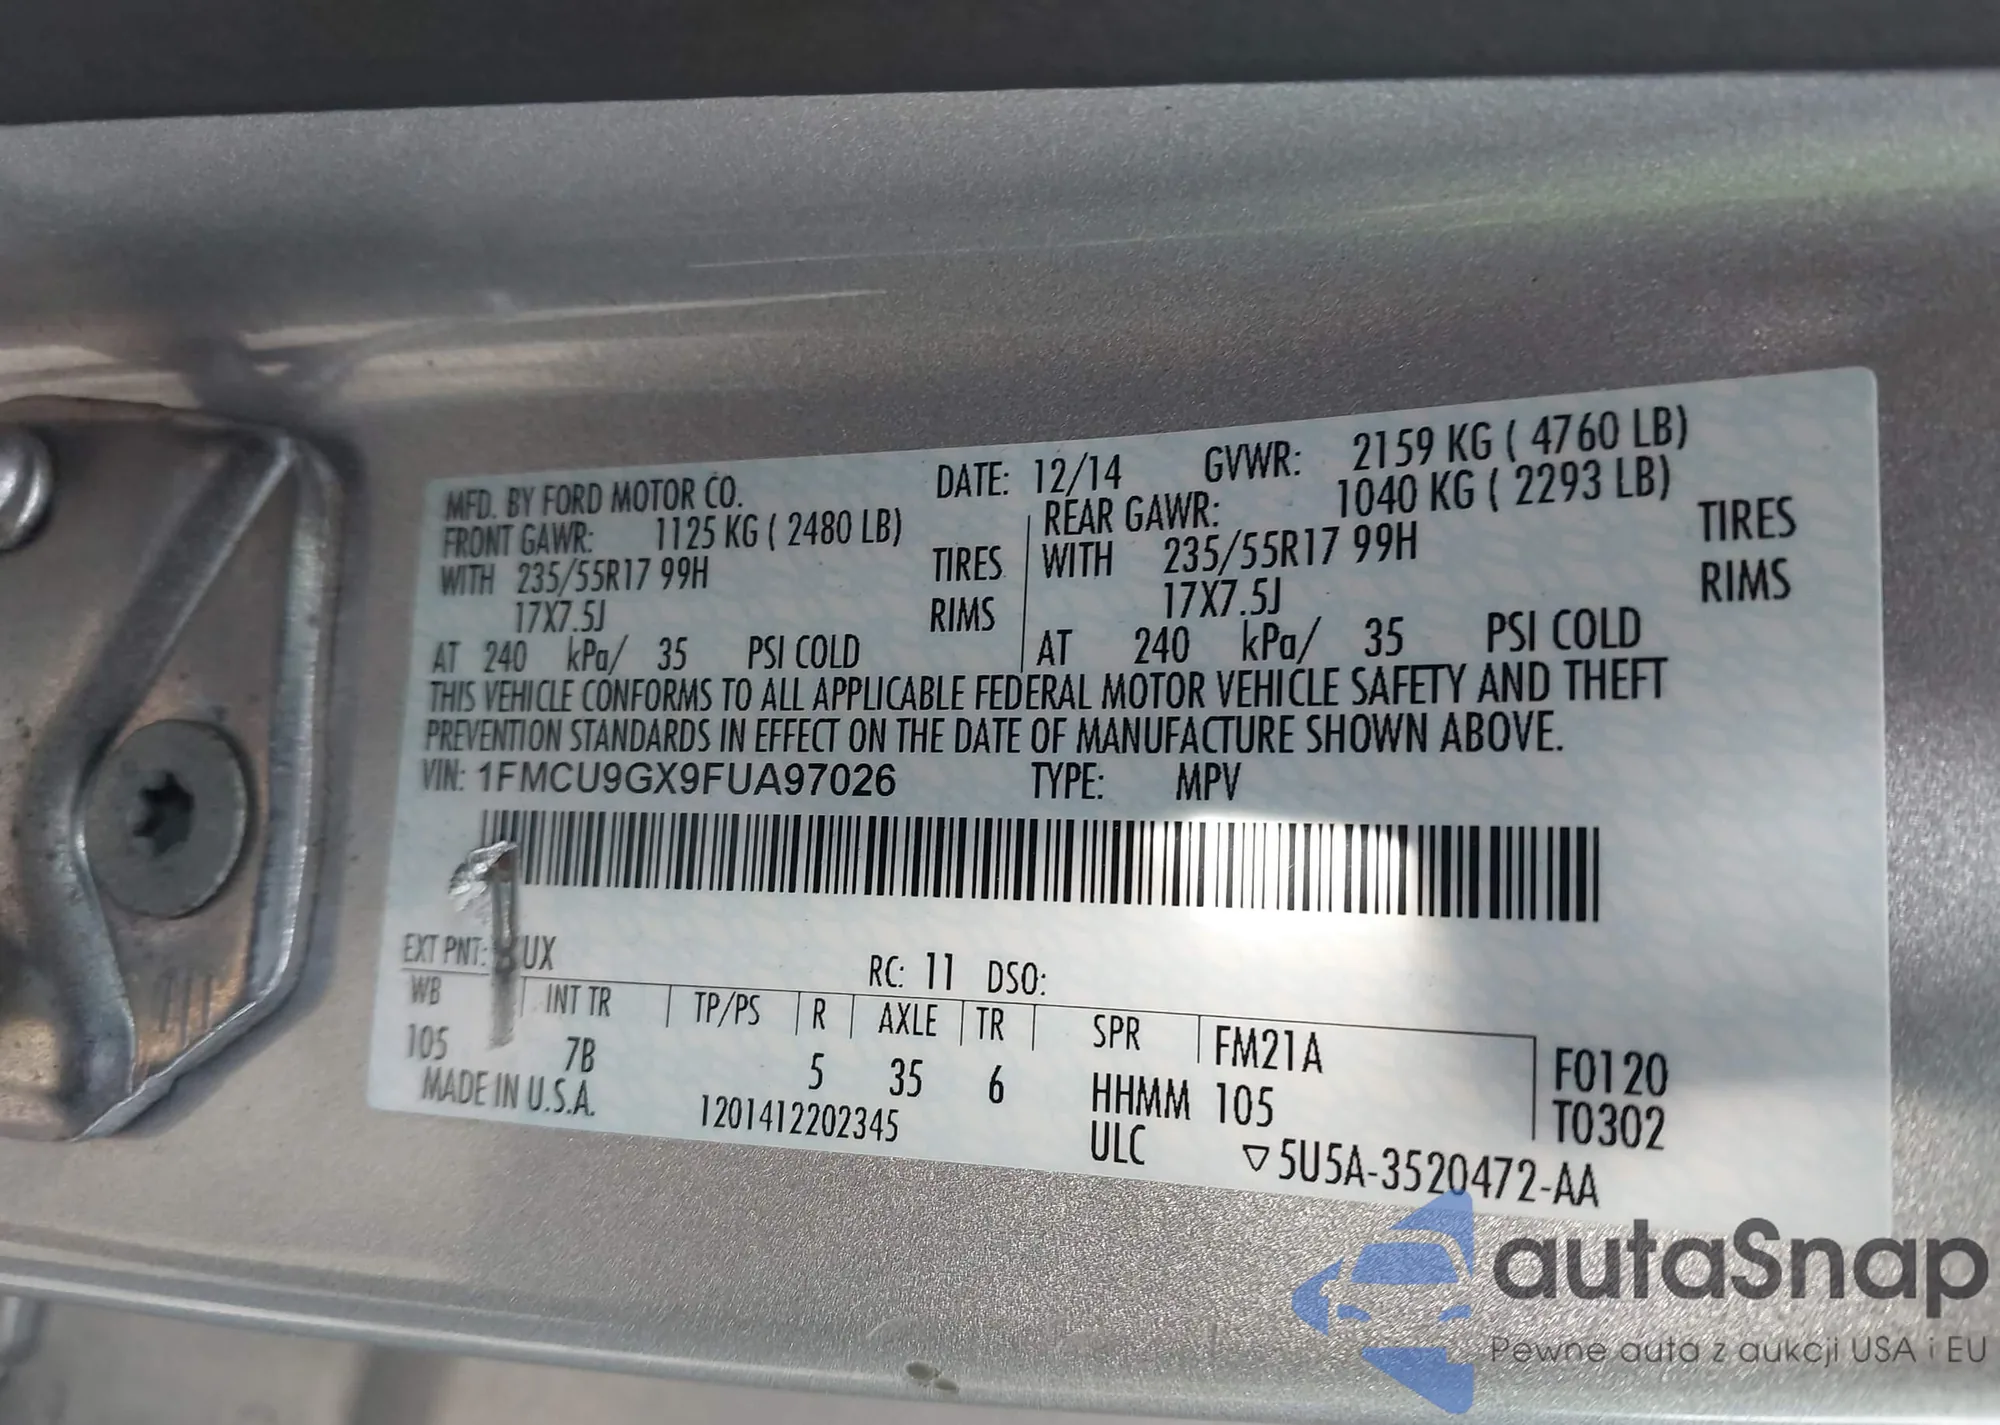 MFD. BY FORD MOTOR CO. DATE: 12/14 GVWR: 2159 KG ( 4760 LB)
FRONT GAWR: 1125 KG ( 2480 LB) REAR GAWR: 1040 KG ( 2293 LB)
WITH 235/55R17 99H TIRES WITH 235/55R17 99H TIRES
17X7.5J RIMS 17X7.5J RIMS
AT 240 kPa/ 35 PSI COLD AT 240 kPa/ 35 PSI COLD
THIS VEHICLE CONFORMS TO ALL APPLICABLE FEDERAL MOTOR VEHICLE SAFETY AND THEFT
PREVENTION STANDARDS IN EFFECT ON THE DATE OF MANUFACTURE SHOWN ABOVE.
VIN: 1FMCU9GX9FUA97026 TYPE: MPV
EXT PNT: UX RC: 11 DSO:
WB INT TR TP/PS R AXLE TR SPR FM21A F0120
105 7B 5 35 6 HHMM 105 T0302
MADE IN U.S.A. 1201412202345 ULC ▽5U5A-3520472-AA
autaSnap
Pewne auta z aukcji USA i EU